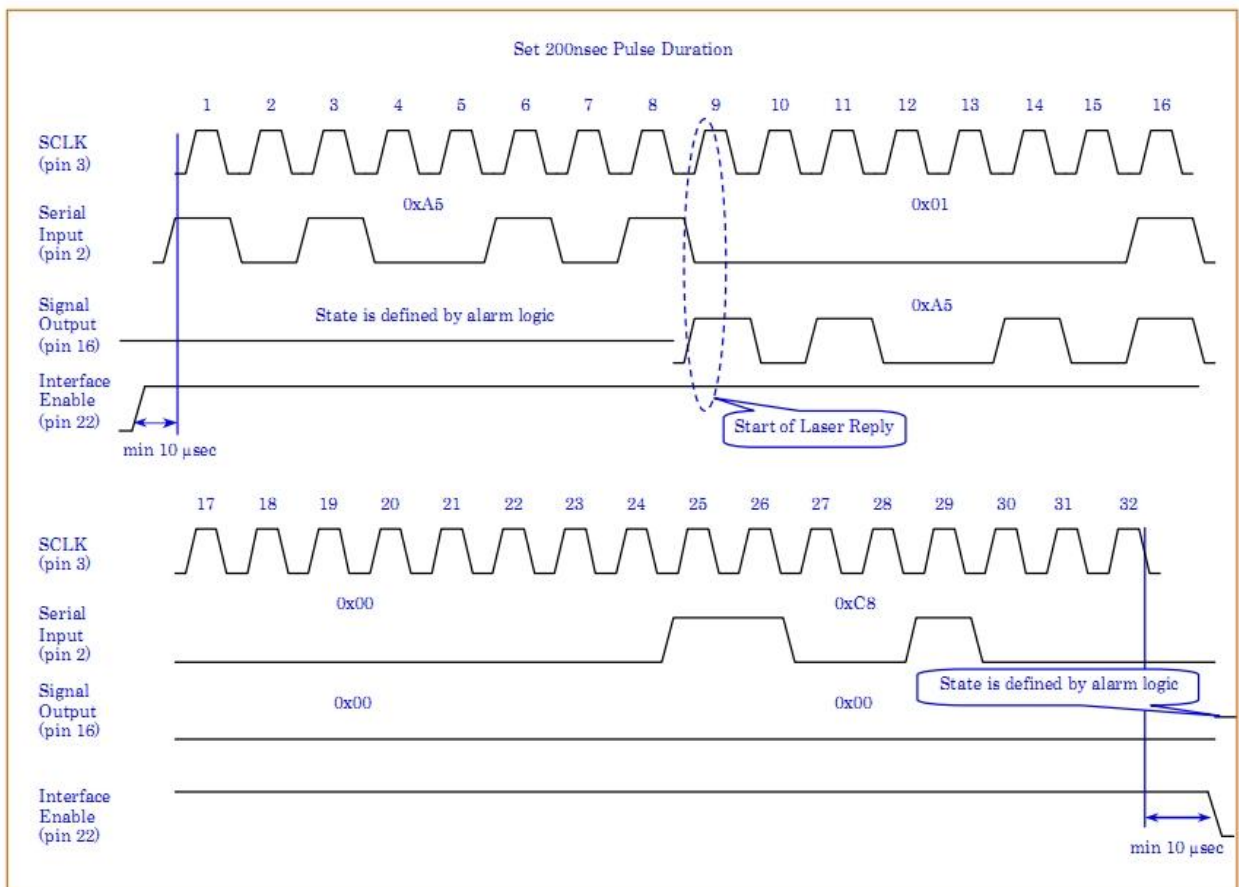 Set 200nsec Pulse Duration
1 2 3 4 5 6 7 8 9 10 11 12 13 14 15 16
SCLK
(pin 3)
0xA5 0x01
Serial
Input
(pin 2)
Signal
Output
(pin 16)
State is defined by alarm logic
0xA5
Interface
Enable
(pin 22)
Start of Laser Reply
min 10 μsec
17 18 19 20 21 22 23 24 25 26 27 28 29 30 31 32
SCLK
(pin 3)
0x00 0xC8
Serial
Input
(pin 2)
Signal
Output
(pin 16)
0x00 0x00
State is defined by alarm logic
Interface
Enable
(pin 22)
min 10 μsec